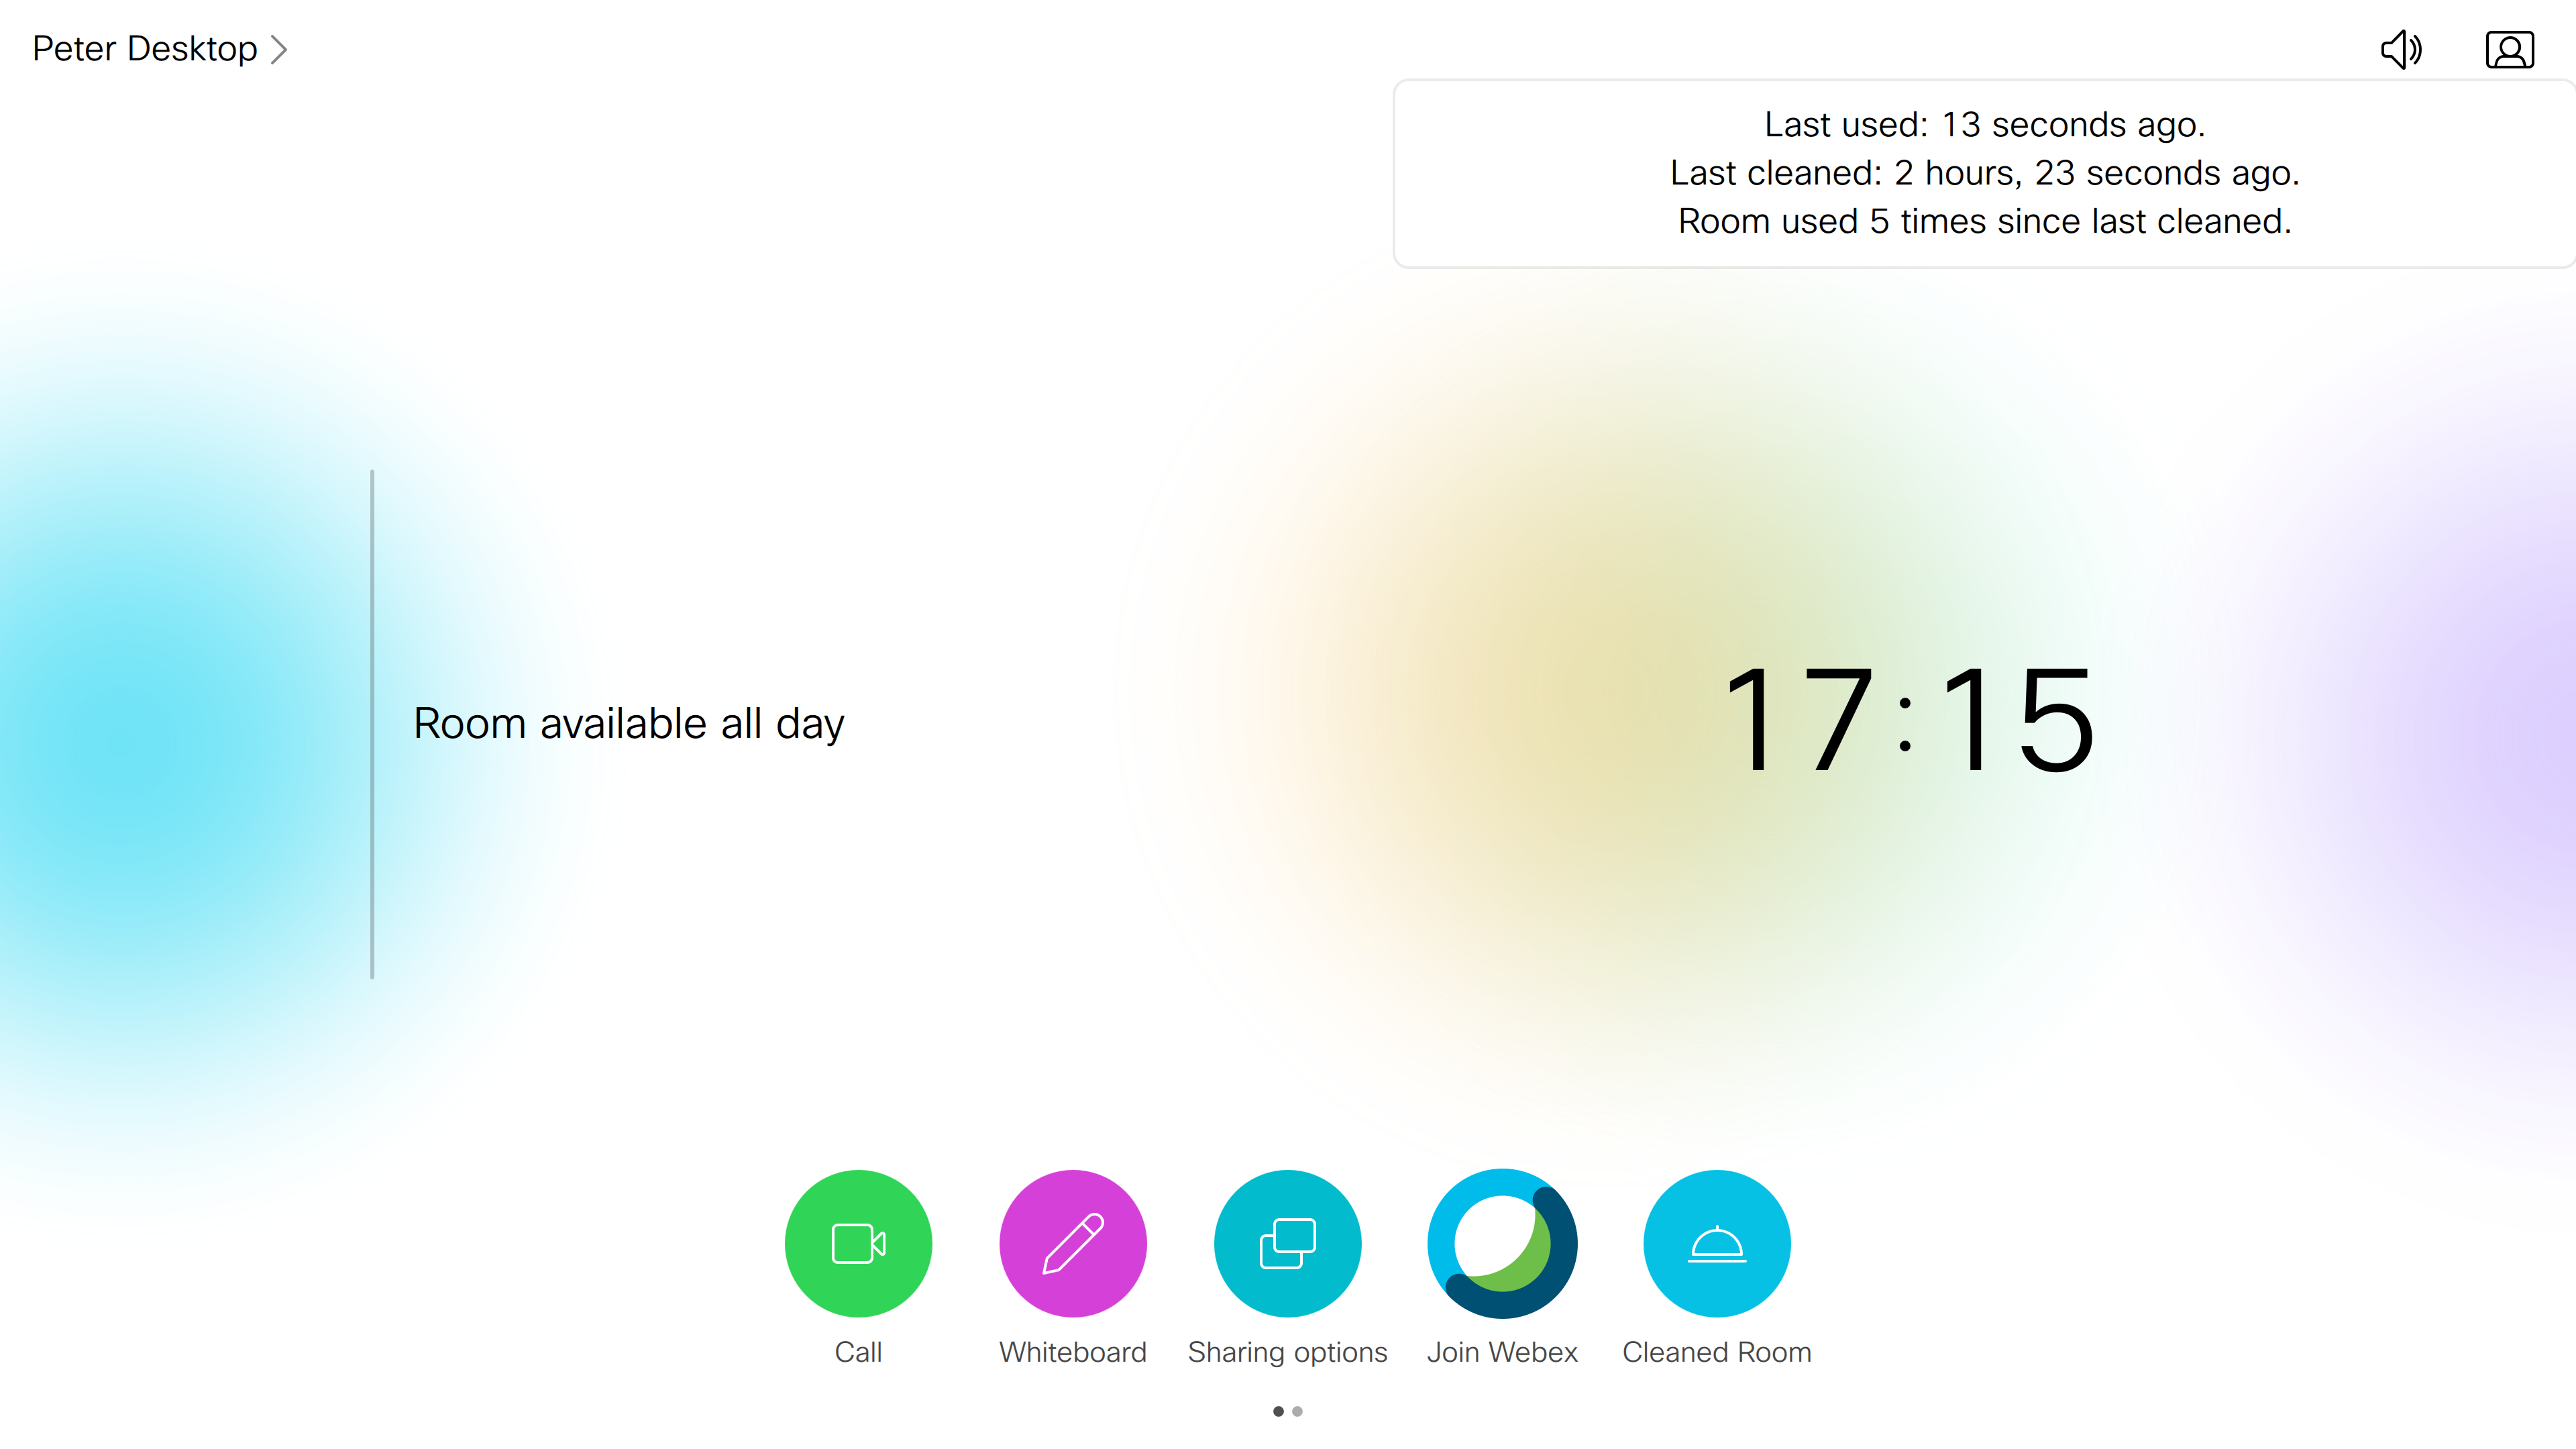 Peter Desktop
Last used: 13 seconds ago.
Last cleaned: 2 hours, 23 seconds ago.
Room used 5 times since last cleaned.
Room available all day
17:15
Call
Whiteboard
Sharing options
Join Webex
Cleaned Room